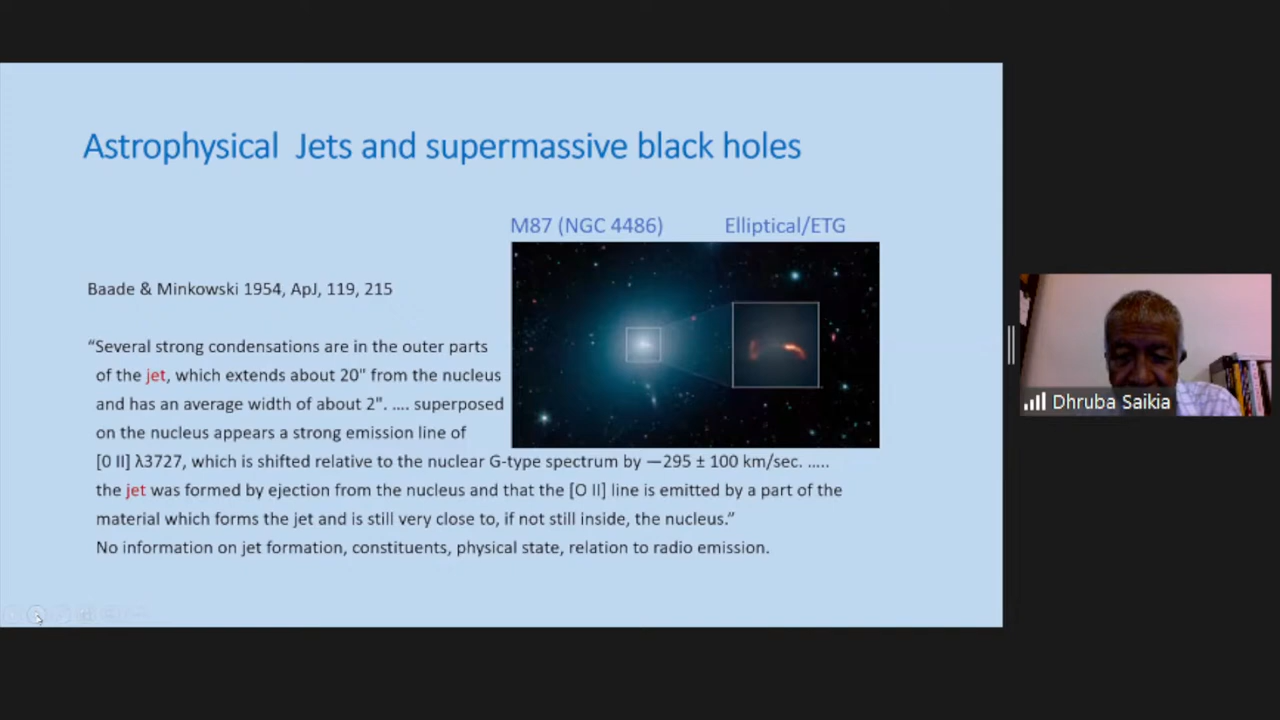 Astrophysical Jets and supermassive black holes
M87 (NGC 4486) Elliptical/ETG
Baade & Minkowski 1954, ApJ, 119, 215
“Several strong condensations are in the outer parts
of the jet, which extends about 20" from the nucleus
and has an average width of about 2". .... superposed
on the nucleus appears a strong emission line of
[0 II] λ3727, which is shifted relative to the nuclear G-type spectrum by —295 ± 100 km/sec. .....
the jet was formed by ejection from the nucleus and that the [O II] line is emitted by a part of the
material which forms the jet and is still very close to, if not still inside, the nucleus.”
No information on jet formation, constituents, physical state, relation to radio emission.
Dhruba Saikia